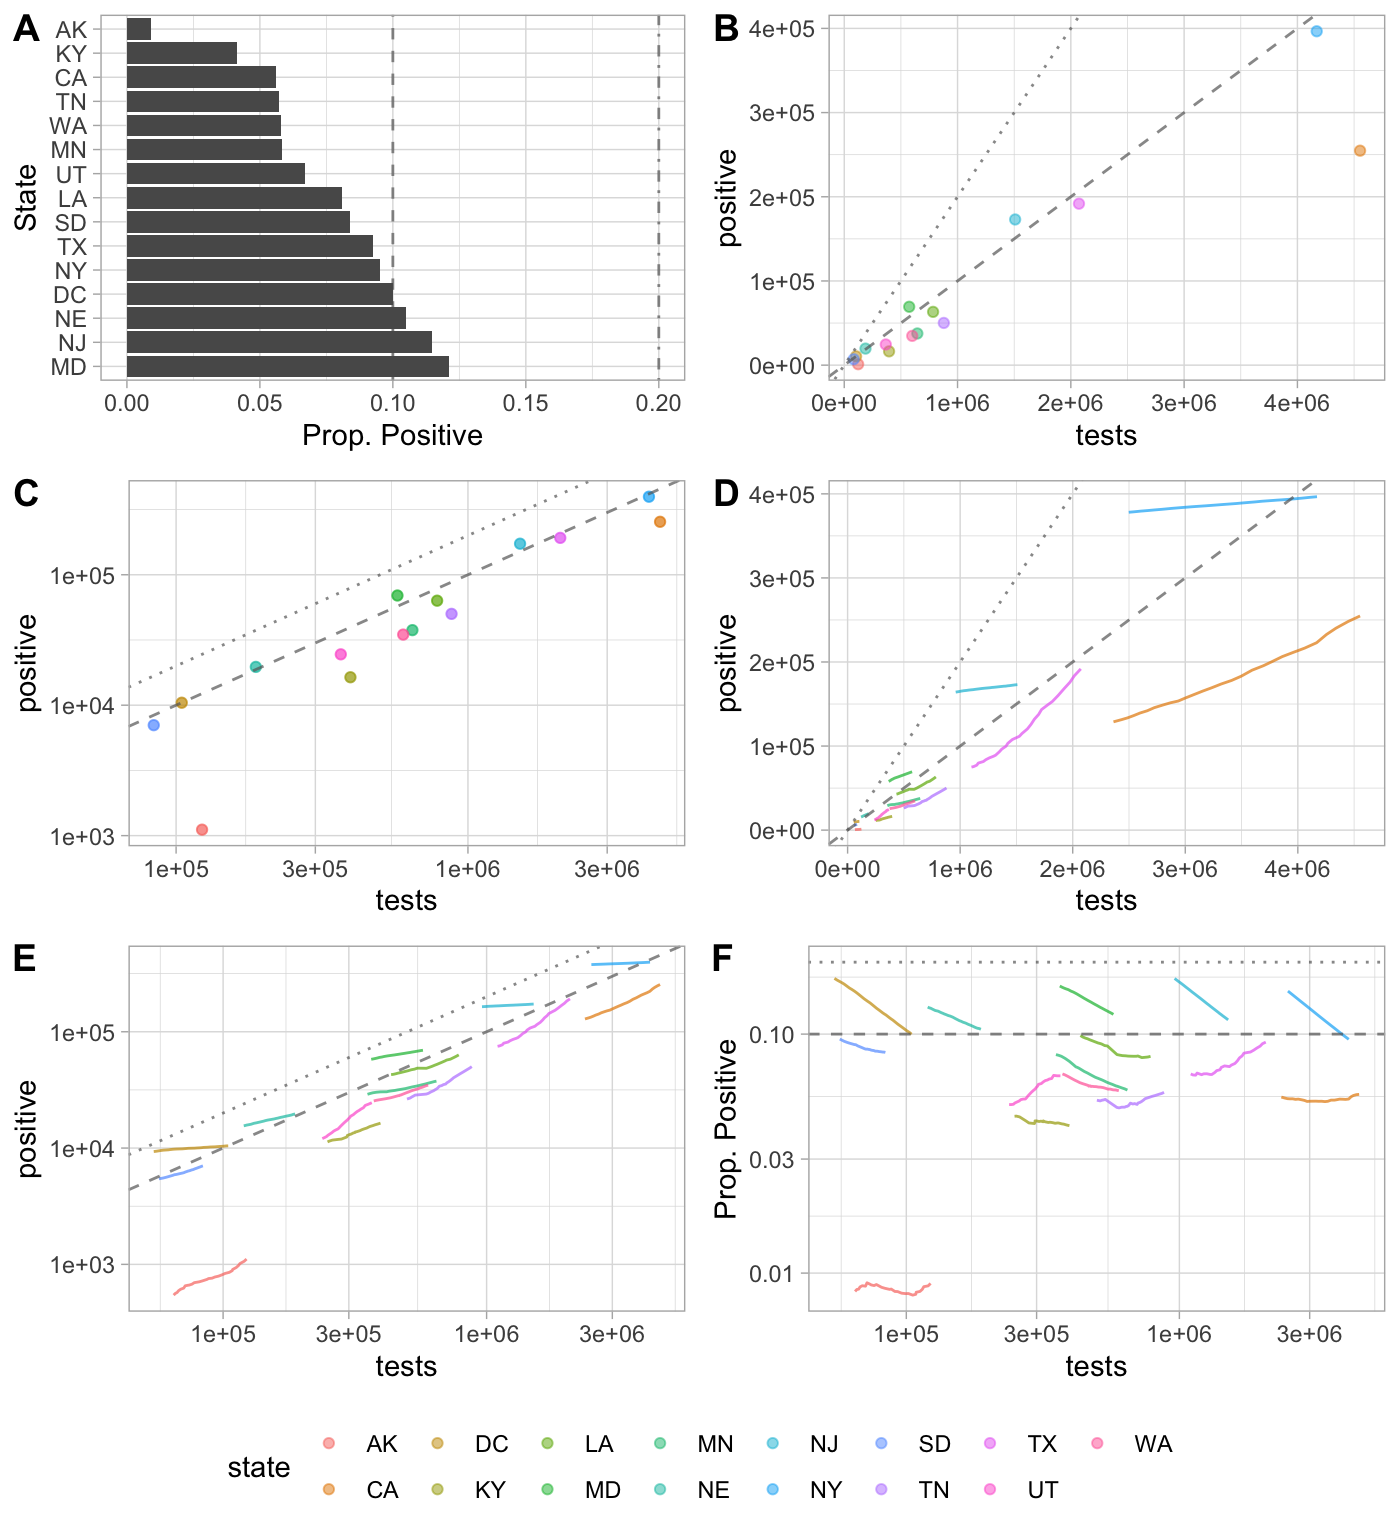 A
AK
KY
CA
TN
WA
MN
UT
LA
SD
TX
NY
DC
NE
NJ
MD
State
0.00 0.05 0.10 0.15 0.20
Prop. Positive
B
4e+05
3e+05
2e+05
1e+05
0e+00
positive
0e+00 1e+06 2e+06 3e+06 4e+06
tests
C
1e+05
1e+04
1e+03
positive
1e+05 3e+05 1e+06 3e+06
tests
D
4e+05
3e+05
2e+05
1e+05
0e+00
positive
0e+00 1e+06 2e+06 3e+06 4e+06
tests
E
1e+05
1e+04
1e+03
positive
1e+05 3e+05 1e+06 3e+06
tests
F
0.10
0.03
0.01
Prop. Positive
1e+05 3e+05 1e+06 3e+06
tests
state
AK DC LA MN NJ SD TX WA
CA KY MD NE NY TN UT